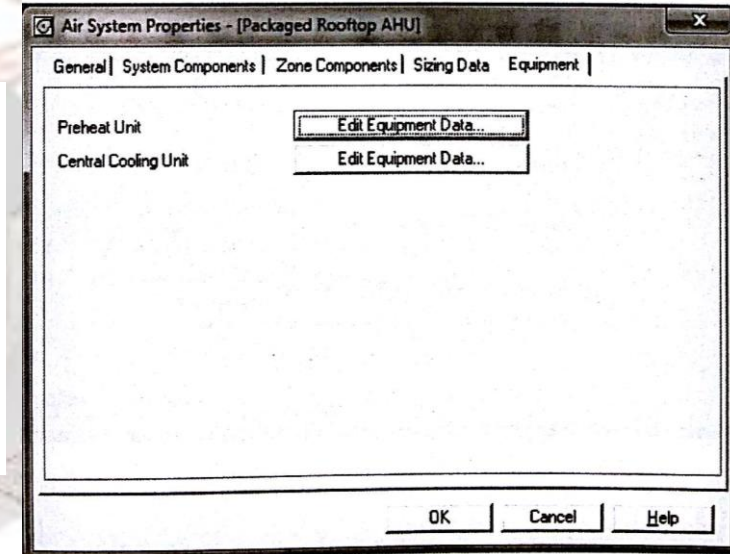 Air System Properties - [Packaged Rooftop AHU]
General System Components Zone Components Sizing Data Equipment
Preheat Unit Edit Equipment Data...
Central Cooling Unit Edit Equipment Data...
OK Cancel Help